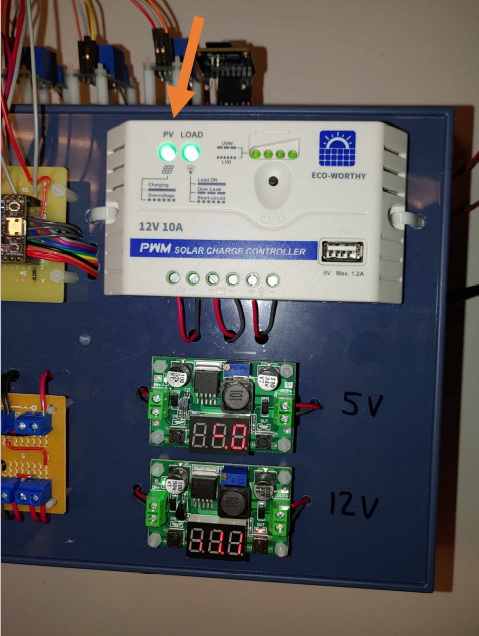 PV LOAD
UVW
LVD
Charging
Overvoltage
Load ON
Over Load
Short-circuit
ECO-WORTHY
12V 10A
PWM SOLAR CHARGE CONTROLLER
5V Max. 1.2A
5V
12V